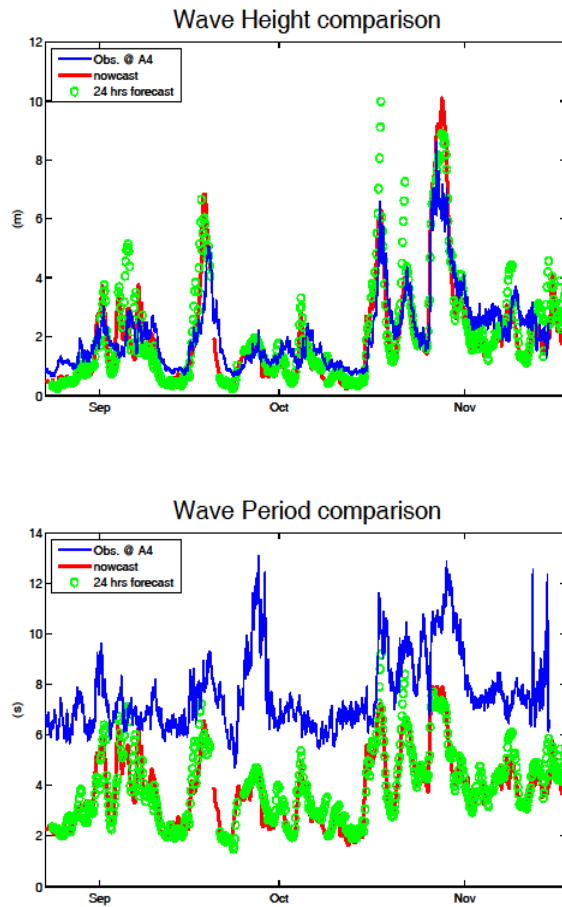 Wave Height comparison
12
10
8
6
4
2
0
(m)
Obs. @ A4
nowcast
24 hrs forecast
Sep Oct Nov
Wave Period comparison
14
12
10
8
6
4
2
0
(s)
Obs. @ A4
nowcast
24 hrs forecast
Sep Oct Nov